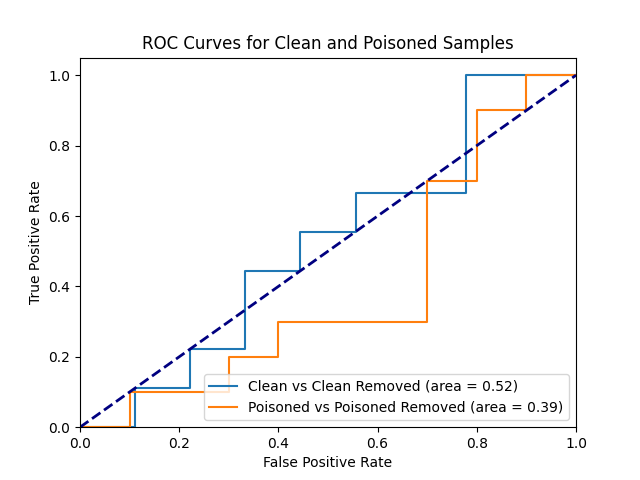 ROC Curves for Clean and Poisoned Samples
1.0
0.8
0.6
0.4
0.2
0.0
True Positive Rate
Clean vs Clean Removed (area = 0.52)
Poisoned vs Poisoned Removed (area = 0.39)
0.0 0.2 0.4 0.6 0.8 1.0
False Positive Rate